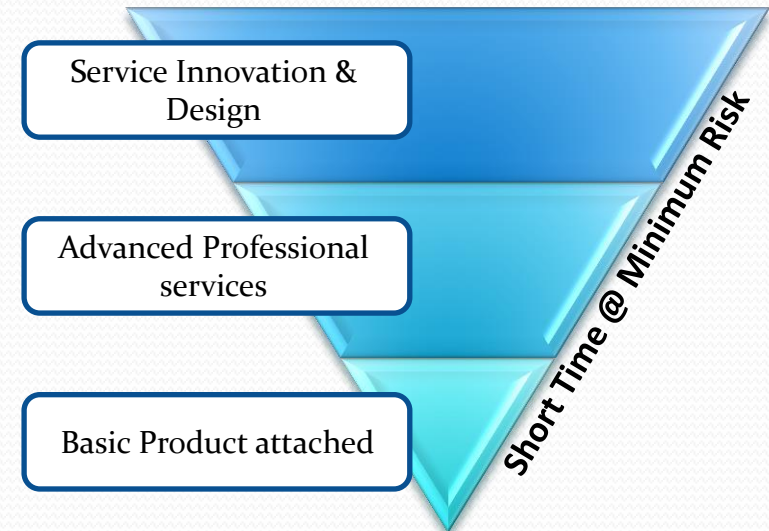 Service Innovation &
Design
Advanced Professional
services
Basic Product attached
Short Time @ Minimum Risk